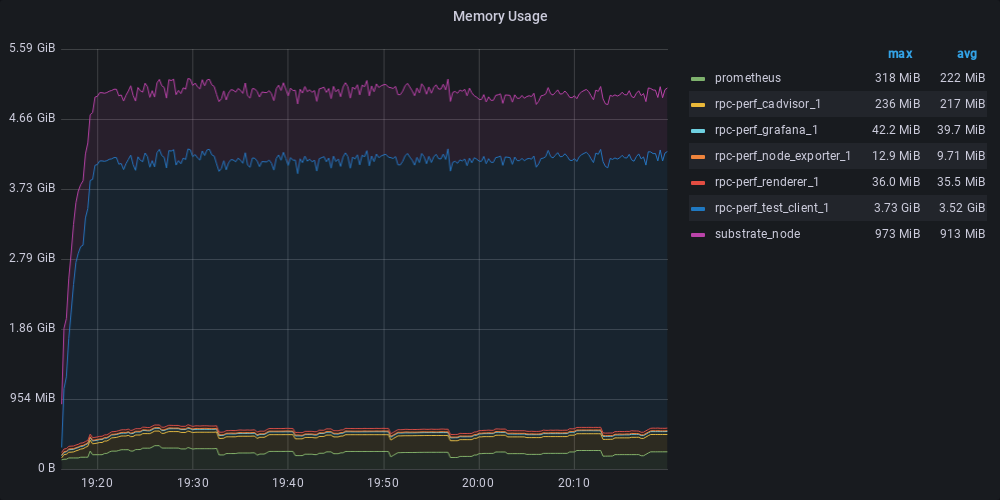 Memory Usage
5.59 GiB
4.66 GiB
3.73 GiB
2.79 GiB
1.86 GiB
954 MiB
0 B
19:20 19:30 19:40 19:50 20:00 20:10
max avg
prometheus 318 MiB 222 MiB
rpc-perf_cadvisor_1 236 MiB 217 MiB
rpc-perf_grafana_1 42.2 MiB 39.7 MiB
rpc-perf_node_exporter_1 12.9 MiB 9.71 MiB
rpc-perf_renderer_1 36.0 MiB 35.5 MiB
rpc-perf_test_client_1 3.73 GiB 3.52 GiB
substrate_node 973 MiB 913 MiB